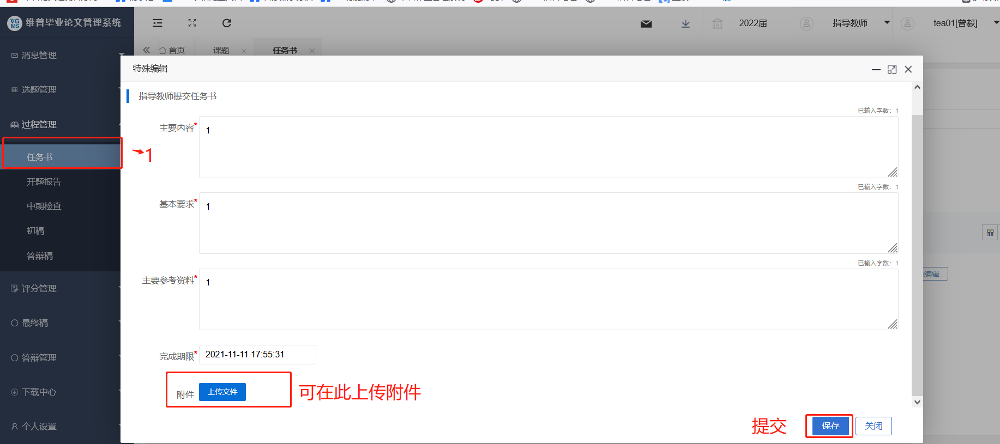 VG
MS
维普毕业论文管理系统
2022届
指导教师
tea01[曾毅]
首页
课题
任务书
消息管理
选题管理
过程管理
任务书
开题报告
中期检查
初稿
答辩稿
评分管理
最终稿
答辩管理
下载中心
个人设置
1
特殊编辑
指导教师提交任务书
已输入字数：1
主要内容*
1
已输入字数：1
基本要求*
1
已输入字数：1
主要参考资料*
1
完成期限*
2021-11-11 17:55:31
附件
上传文件
可在此上传附件
提交
保存
关闭
编辑